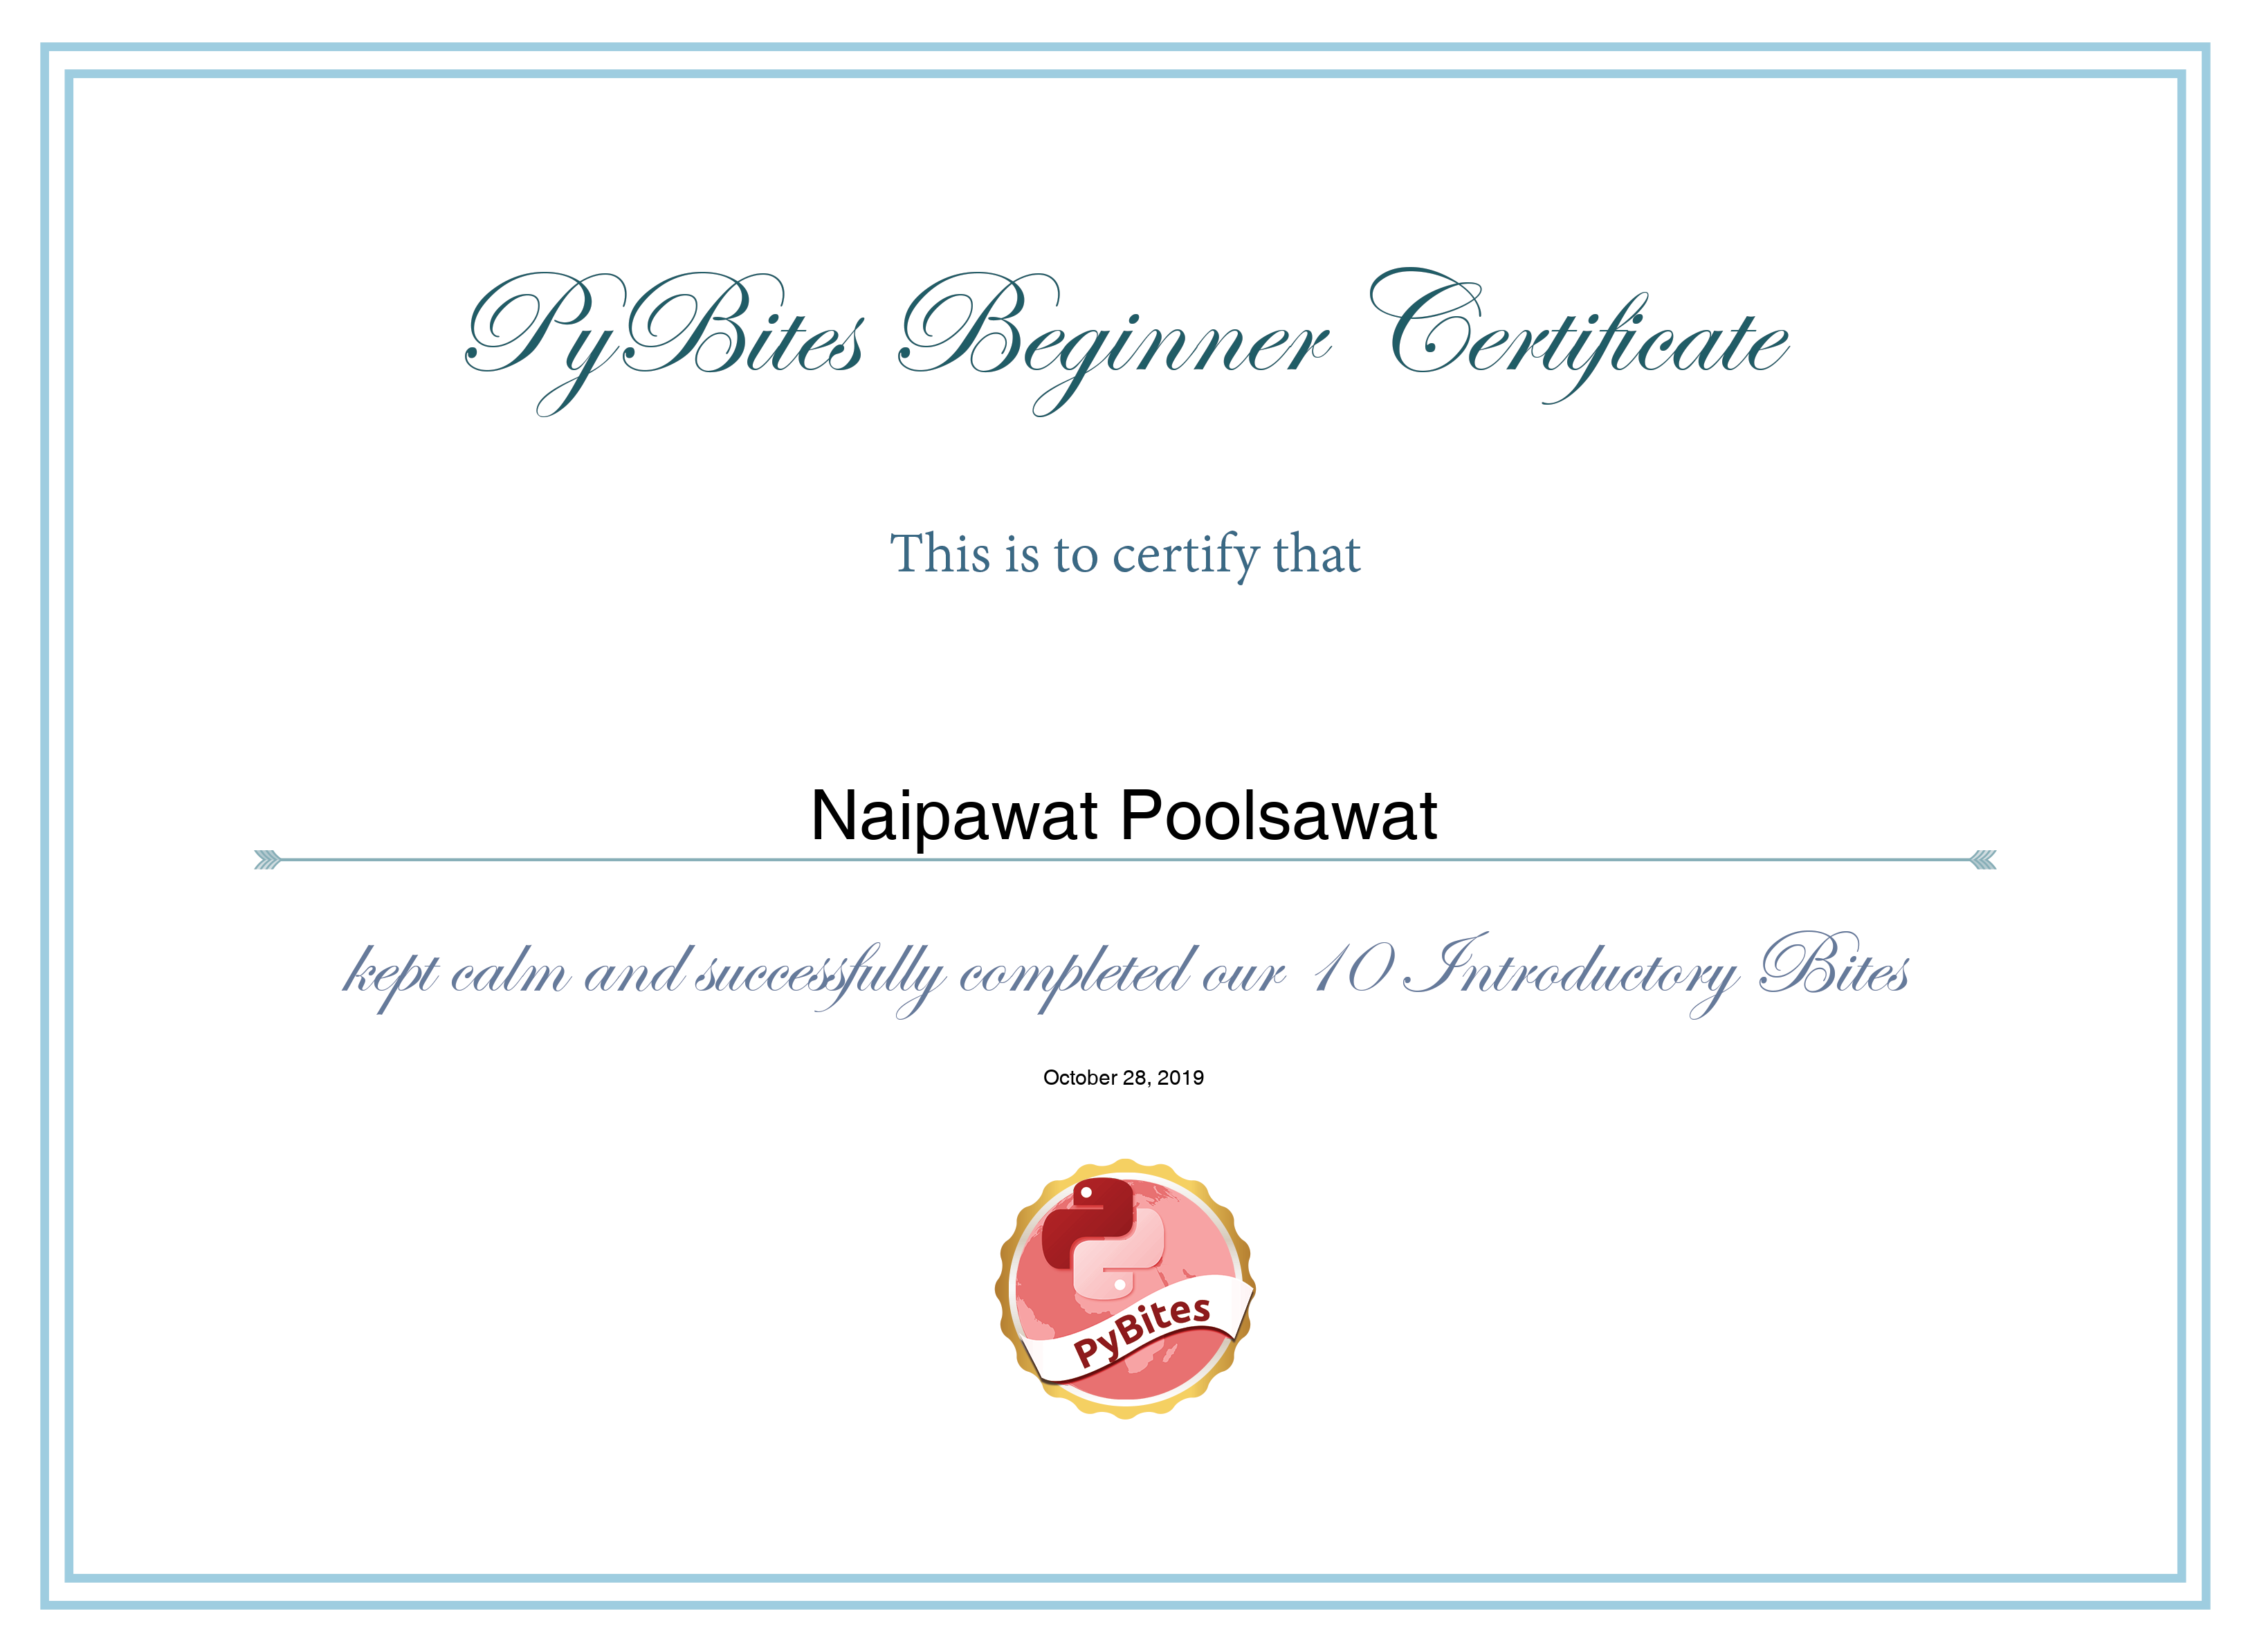 PyBites Beginner Certificate
This is to certify that
Naipawat Poolsawat
kept calm and successfully completed our 10 Introductory Bites
October 28, 2019
PyBites